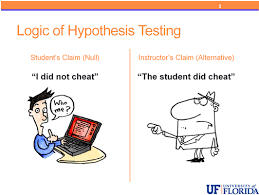 Logic of Hypothesis Testing
Student's Claim (Null)
Instructor's Claim (Alternative)
"I did not cheat"
"The student did cheat"
Who me?
UF UNIVERSITY of
FLORIDA